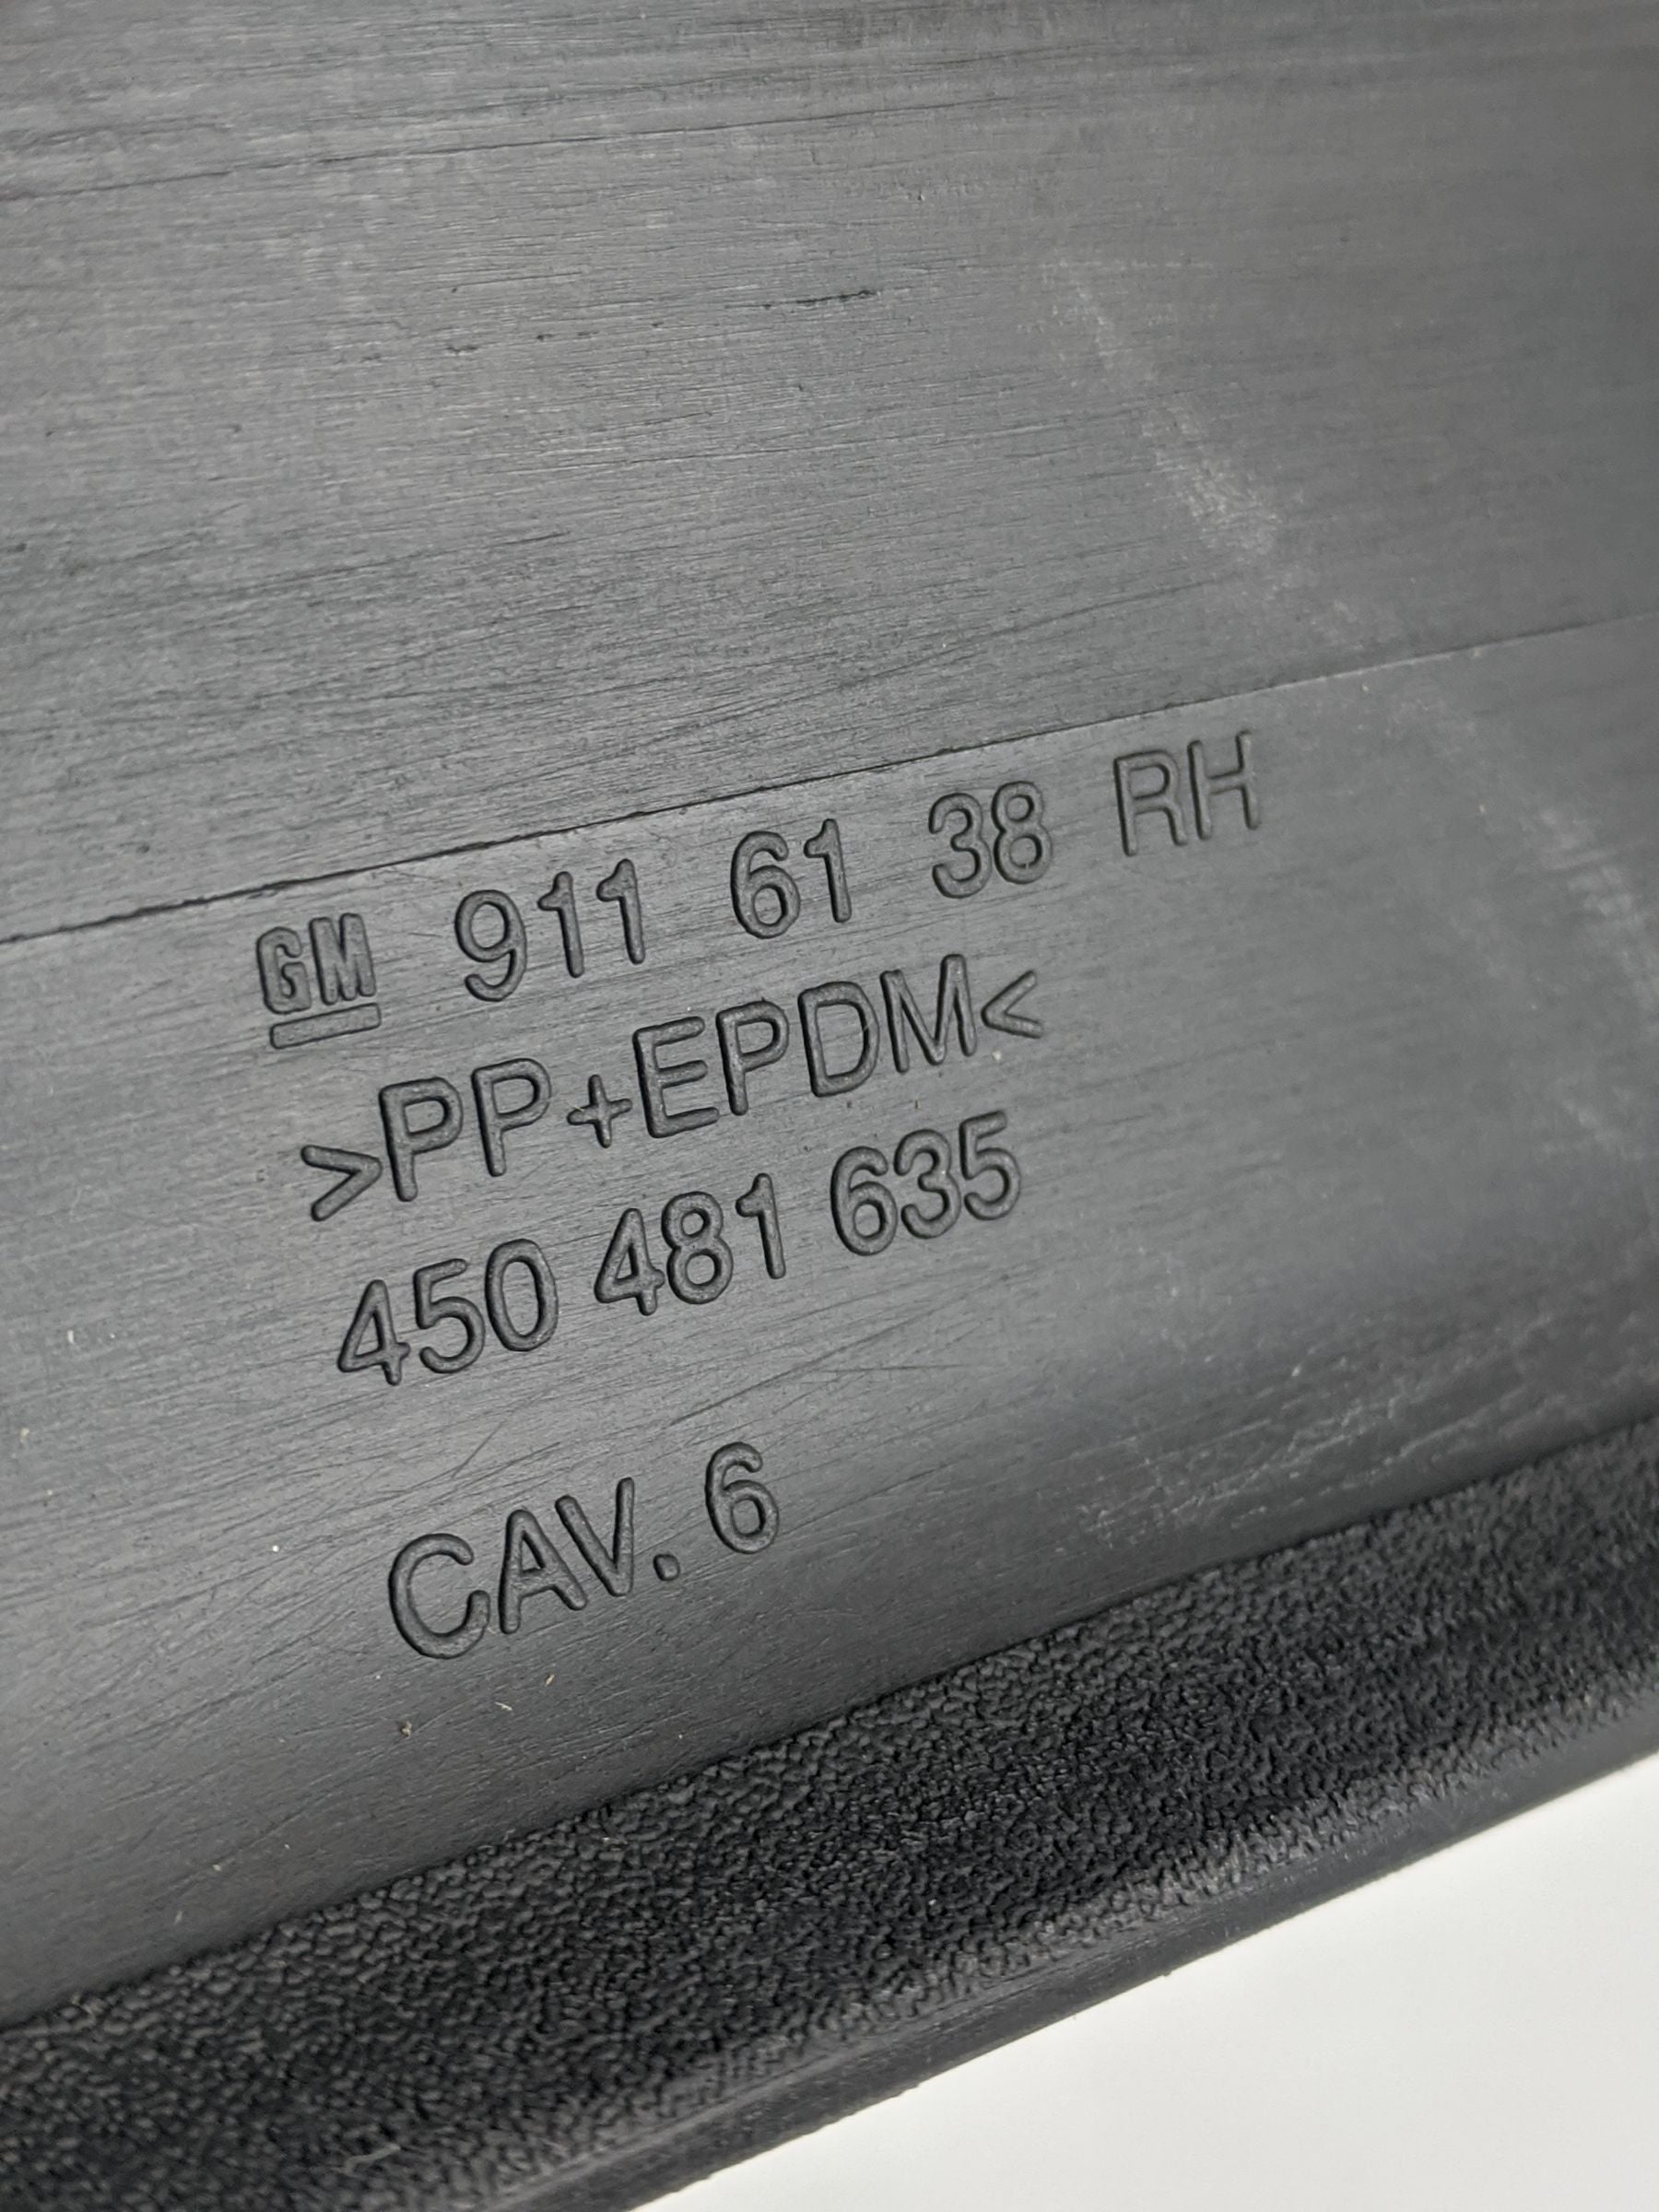 GM 911 61 38 RH
>PP+EPDM<
450 481 635
CAV. 6